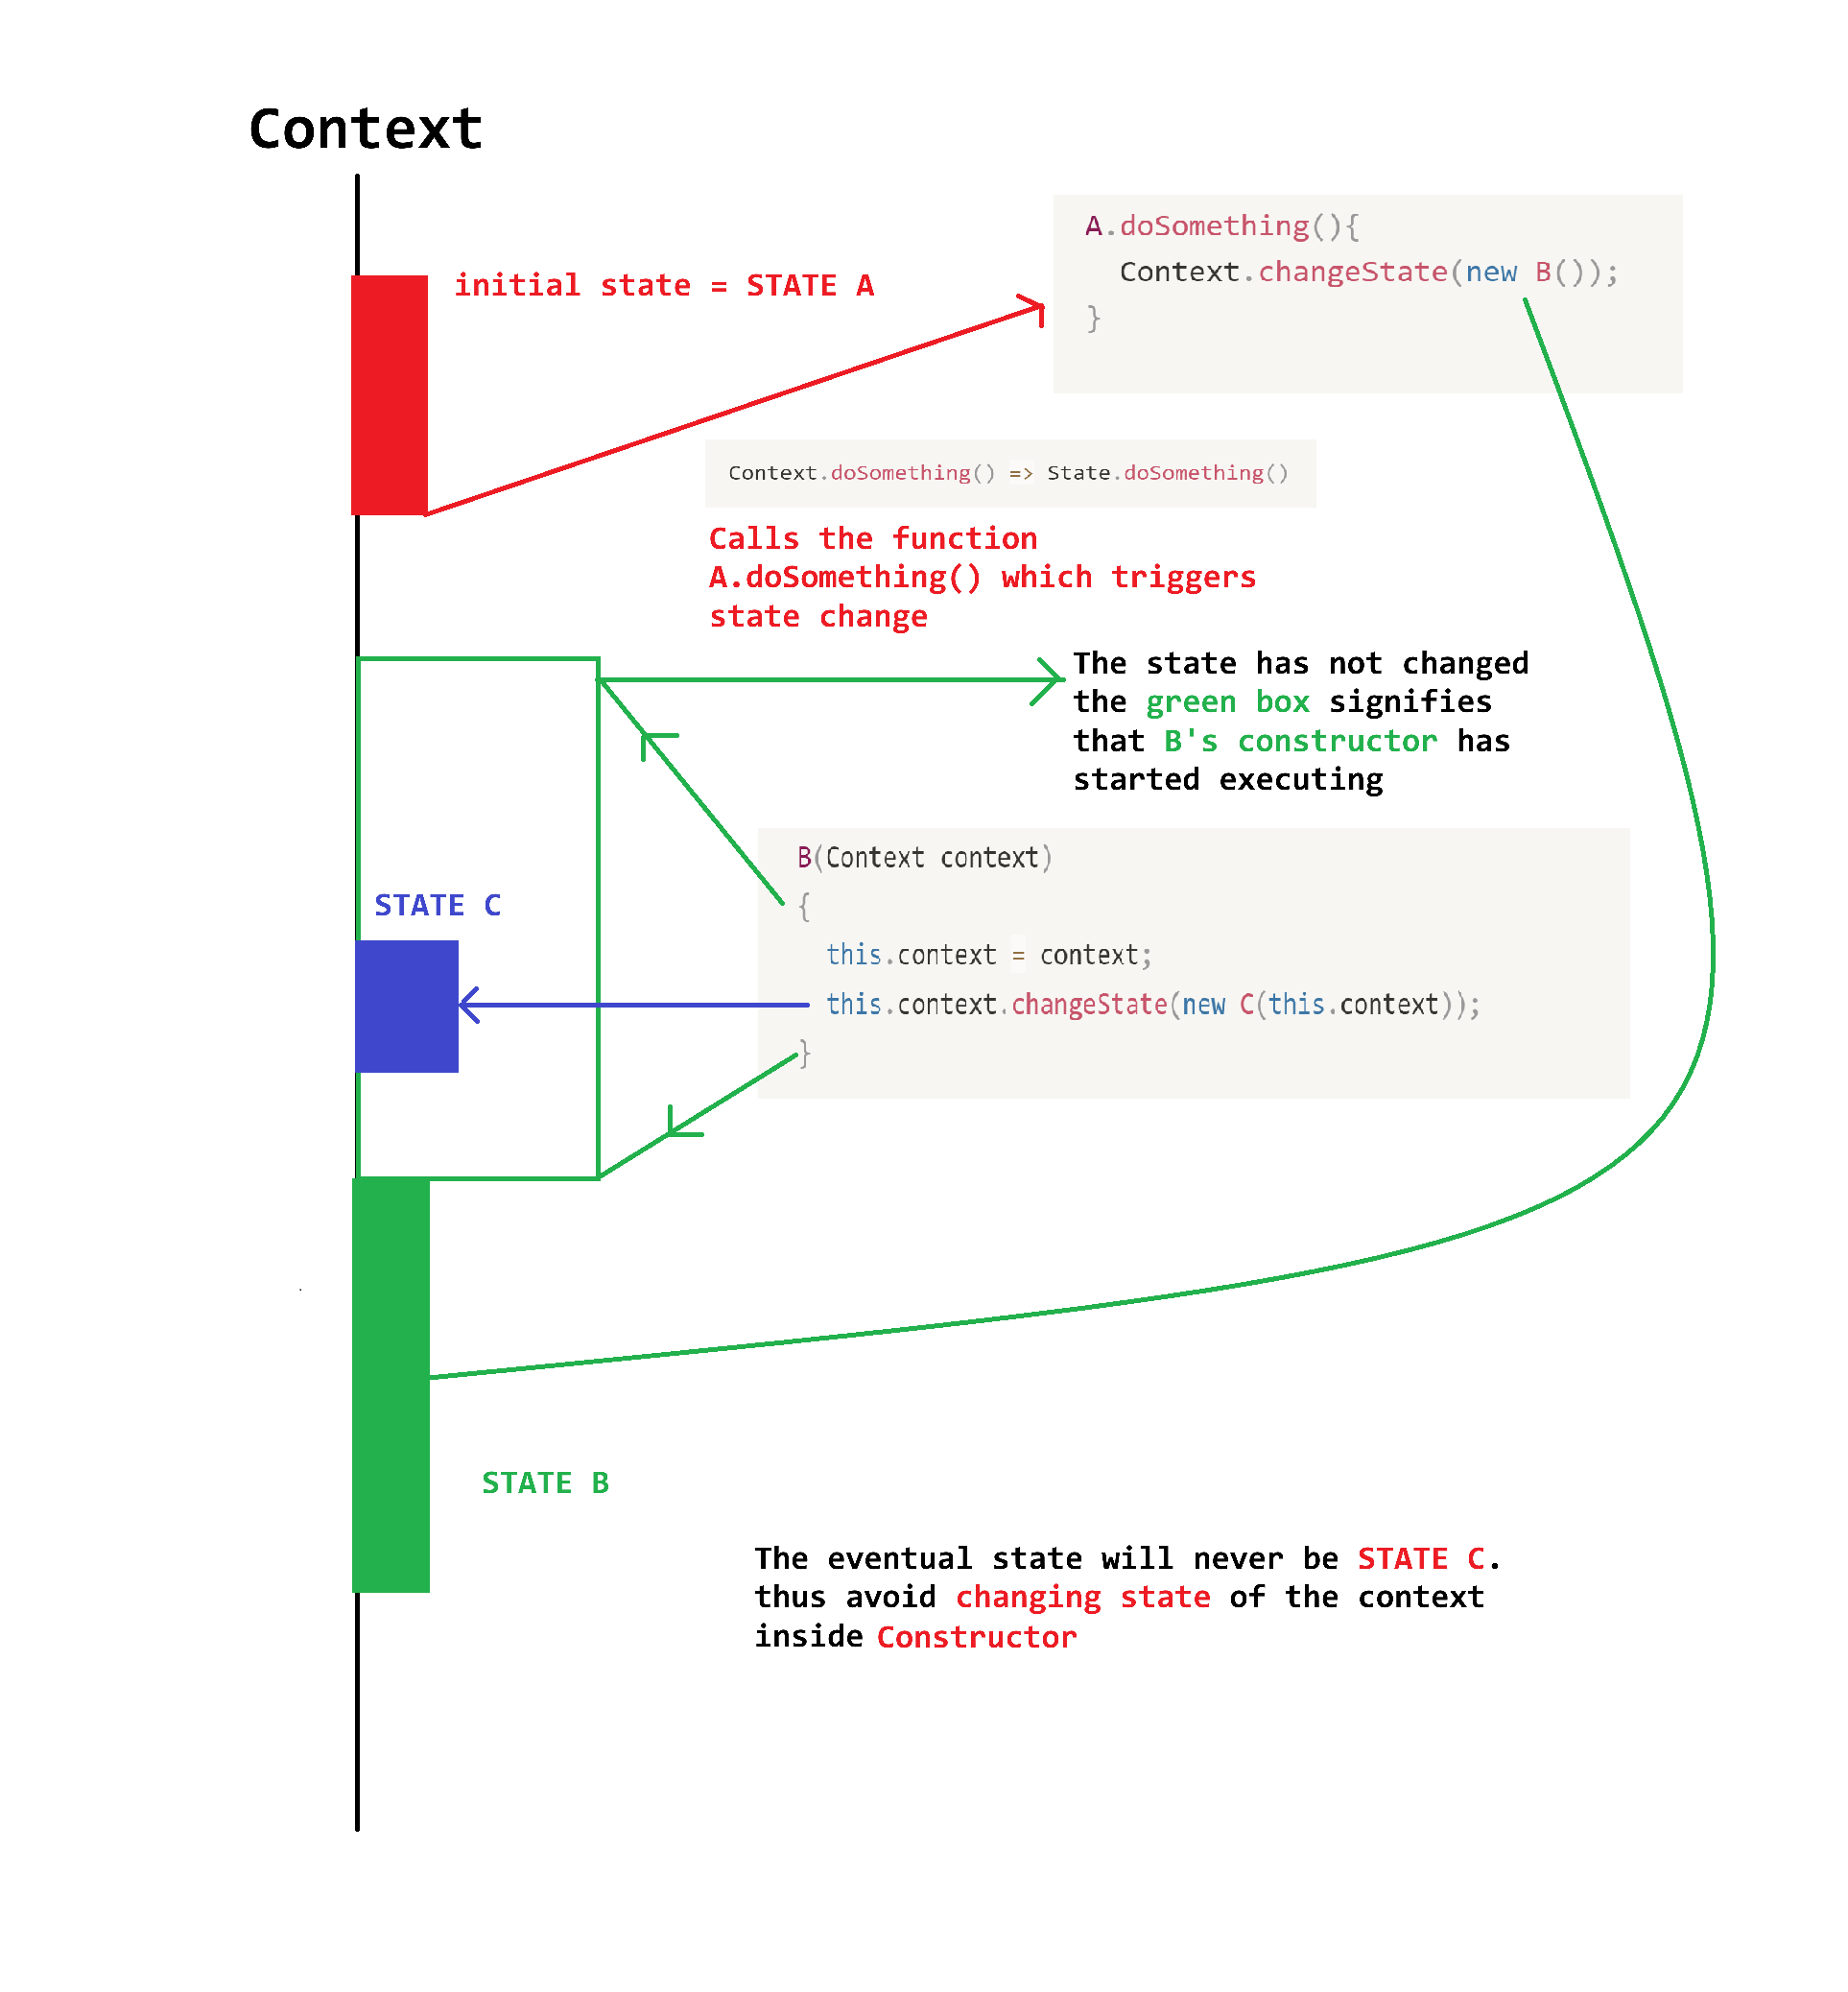 Context
A.doSomething(){
Context.changeState(new B());
}
initial state = STATE A
Context.doSomething() => State.doSomething()
Calls the function
A.doSomething() which triggers
state change
The state has not changed
the green box signifies
that B's constructor has
started executing
B(Context context)
{
this.context = context;
this.context.changeState(new C(this.context));
}
STATE C
STATE B
The eventual state will never be STATE C.
thus avoid changing state of the context
inside Constructor